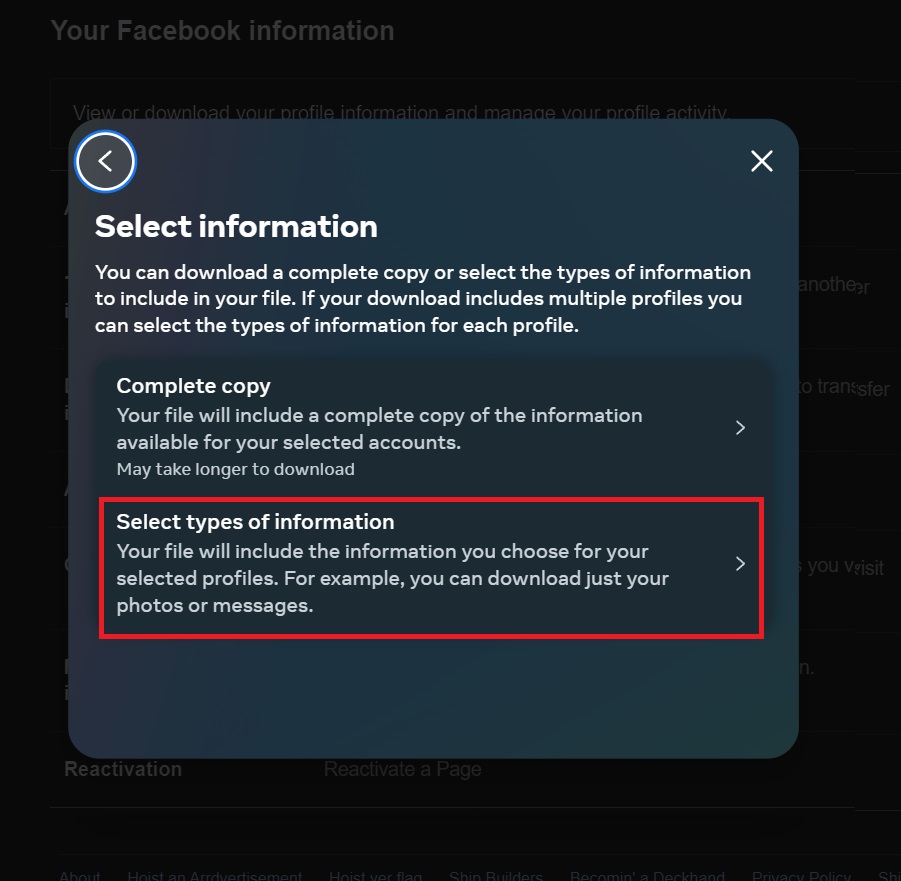 Your Facebook information
View or download your profile information and manage your profile activity.
Select information
You can download a complete copy or select the types of information
to include in your file. If your download includes multiple profiles you
can select the types of information for each profile.
another
Complete copy
to transfer
Your file will include a complete copy of the information
available for your selected accounts.
May take longer to download
Select types of information
Your file will include the information you choose for your
you visit
selected profiles. For example, you can download just your
photos or messages.
Reactivation Reactivate a Page
About Hoist an Arrdvertisement Hoist yer flag Ship Builders Becomin' a Deckhand Privacy Policy